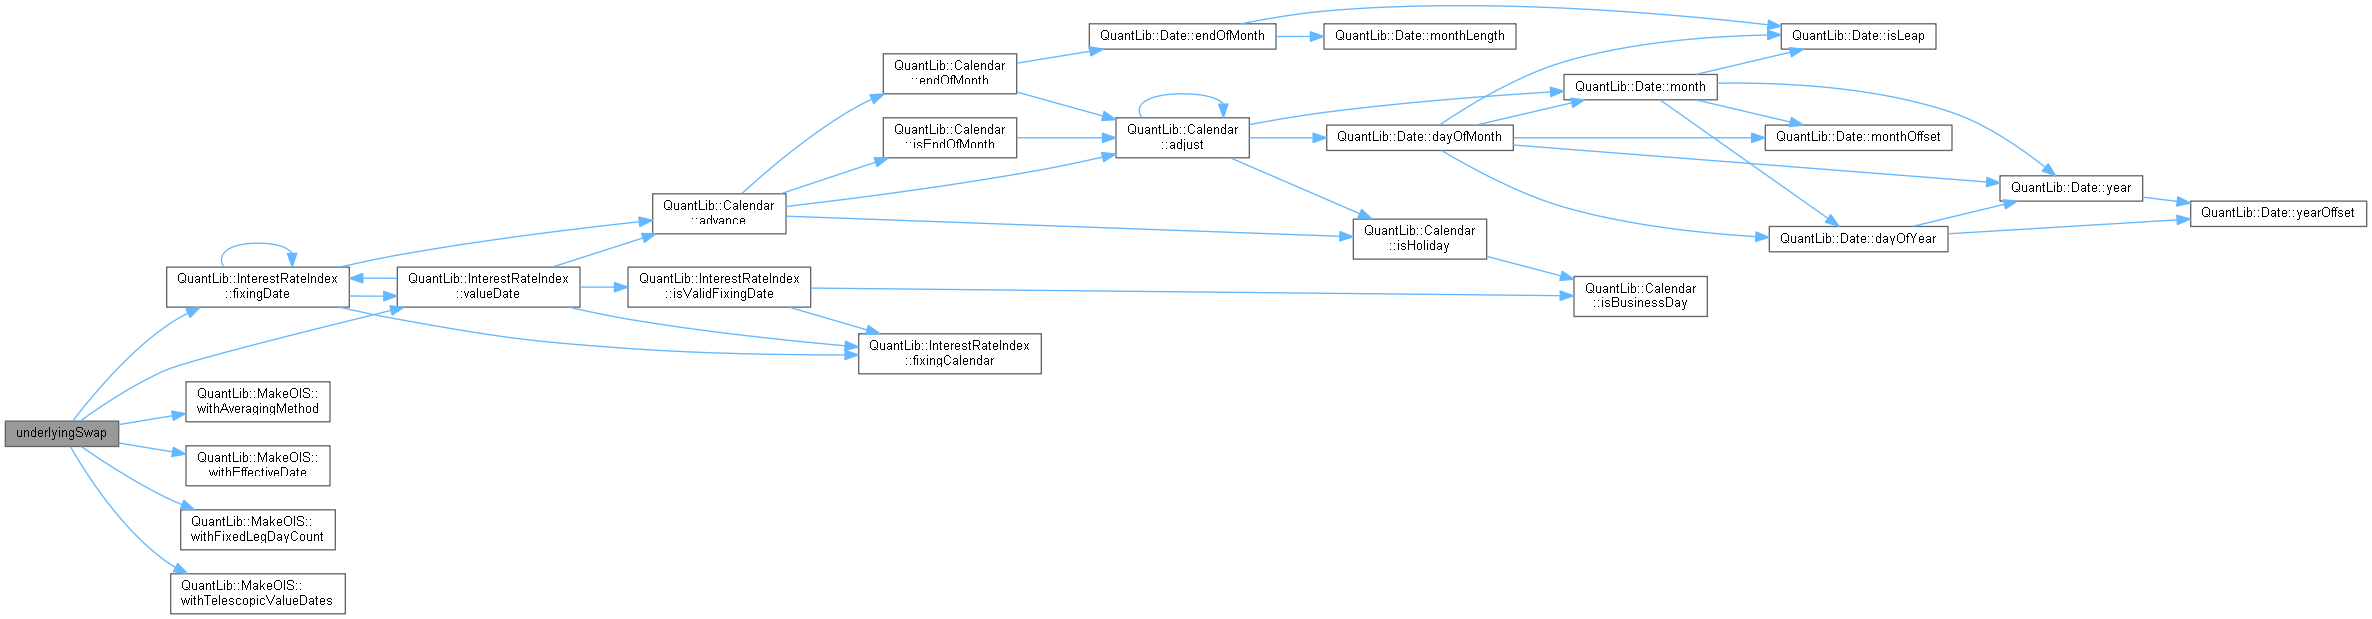 underlyingSwap
QuantLib::InterestRateIndex
::fixingDate
QuantLib::InterestRateIndex
::valueDate
QuantLib::MakeOIS::
withAveragingMethod
QuantLib::MakeOIS::
withEffectiveDate
QuantLib::MakeOIS::
withFixedLegDayCount
QuantLib::MakeOIS::
withTelescopicValueDates
QuantLib::InterestRateIndex
::isValidFixingDate
QuantLib::Calendar
::advance
QuantLib::InterestRateIndex
::fixingCalendar
QuantLib::Calendar
::endOfMonth
QuantLib::Calendar
::isEndOfMonth
QuantLib::Date::endOfMonth
QuantLib::Calendar
::adjust
QuantLib::Date::monthLength
QuantLib::Date::dayOfMonth
QuantLib::Calendar
::isHoliday
QuantLib::Calendar
::isBusinessDay
QuantLib::Date::month
QuantLib::Date::isLeap
QuantLib::Date::monthOffset
QuantLib::Date::dayOfYear
QuantLib::Date::year
QuantLib::Date::yearOffset